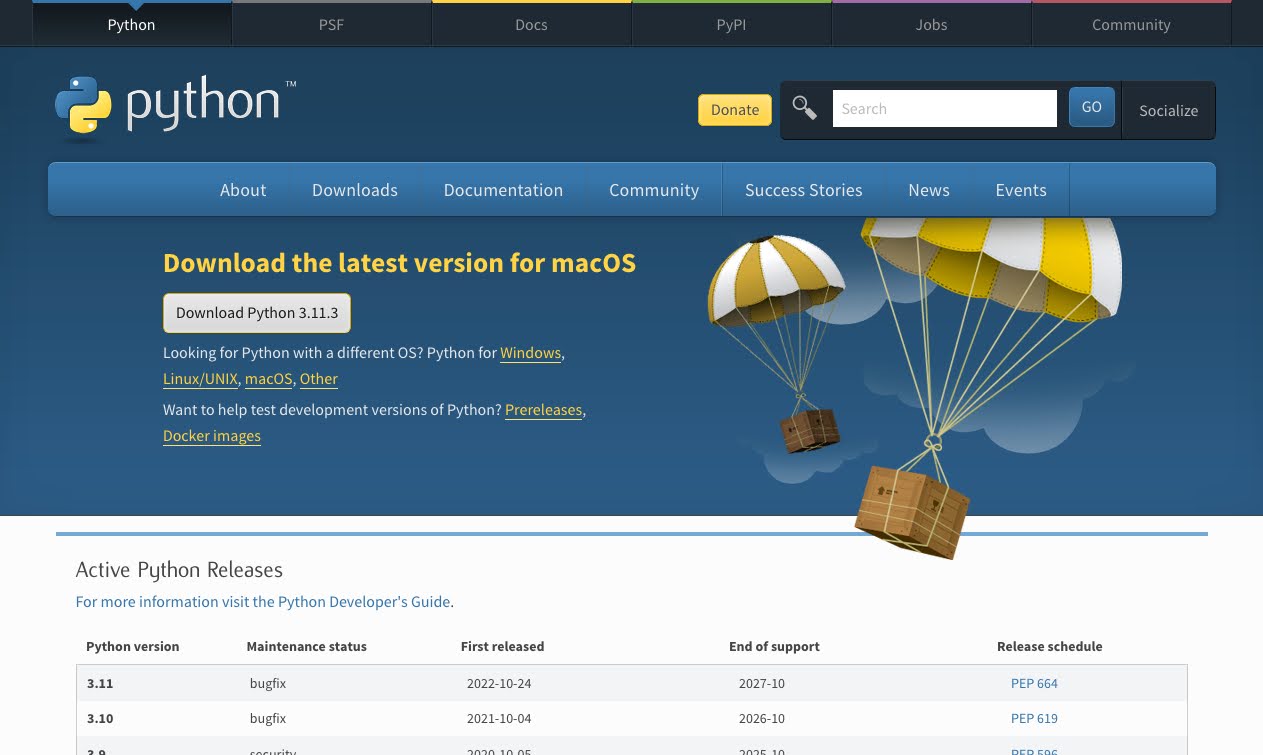 Python PSF Docs PyPI Jobs Community
python ™
Donate Search GO Socialize
About Downloads Documentation Community Success Stories News Events
Download the latest version for macOS
Download Python 3.11.3
Looking for Python with a different OS? Python for Windows,
Linux/UNIX, macOS, Other
Want to help test development versions of Python? Prereleases,
Docker images
Active Python Releases
For more information visit the Python Developer's Guide.
Python version Maintenance status First released End of support Release schedule
3.11 bugfix 2022-10-24 2027-10 PEP 664
3.10 bugfix 2021-10-04 2026-10 PEP 619
3.9 security 2020-10-05 2025-10 PEP 596